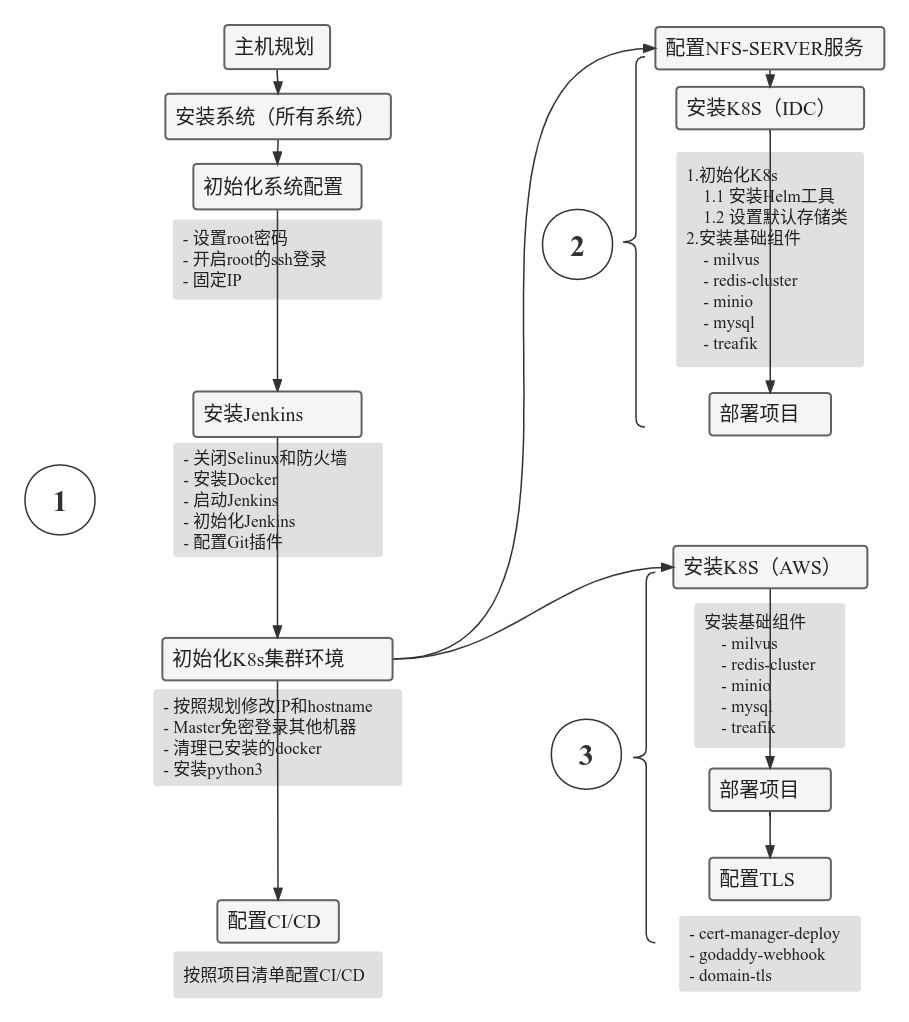 主机规划
安装系统（所有系统）
初始化系统配置
- 设置root密码
- 开启root的ssh登录
- 固定IP
安装Jenkins
- 关闭Selinux和防火墙
- 安装Docker
- 启动Jenkins
- 初始化Jenkins
- 配置Git插件
1
初始化K8s集群环境
- 按照规划修改IP和hostname
- Master免密登录其他机器
- 清理已安装的docker
- 安装python3
配置CI/CD
按照项目清单配置CI/CD
配置NFS-SERVER服务
安装K8S（IDC）
1.初始化K8s
1.1 安装Helm工具
1.2 设置默认存储类
2.安装基础组件
- milvus
- redis-cluster
- minio
- mysql
- treafik
2
部署项目
安装K8S（AWS）
安装基础组件
- milvus
- redis-cluster
- minio
- mysql
- treafik
3
部署项目
配置TLS
- cert-manager-deploy
- godaddy-webhook
- domain-tls